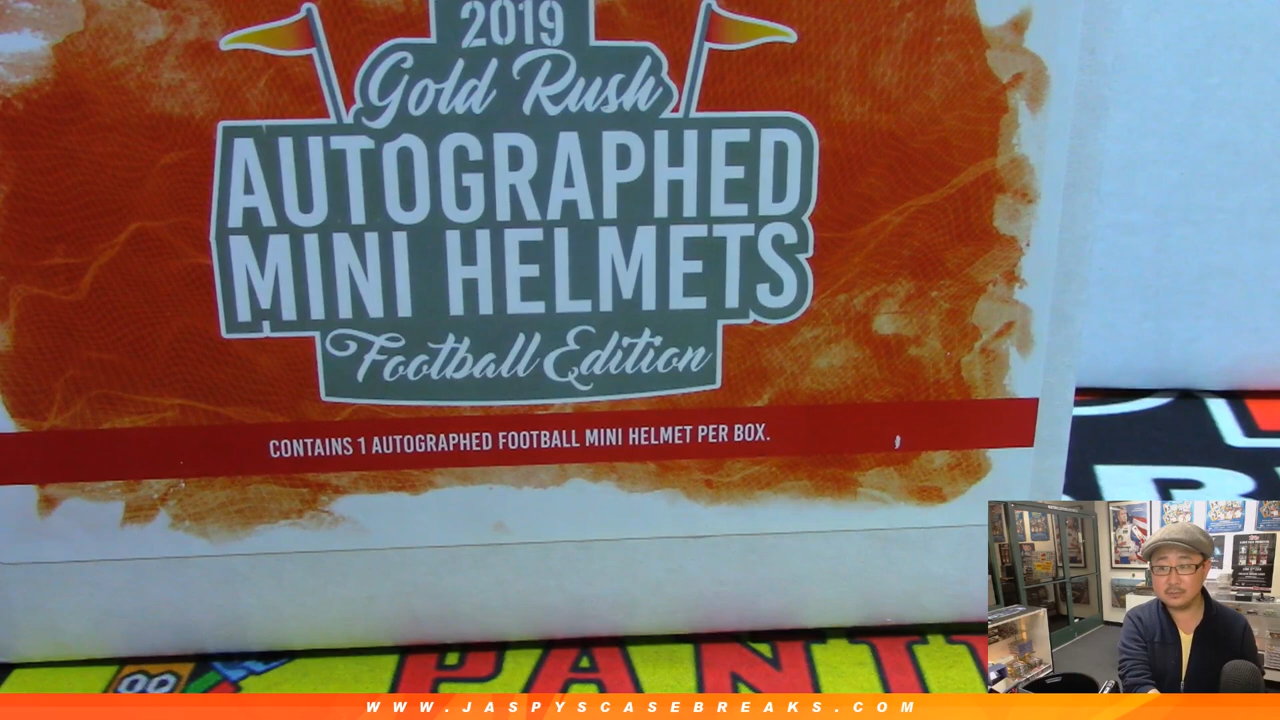 2019
Gold Rush
AUTOGRAPHED
MINI HELMETS
Football Edition
CONTAINS 1 AUTOGRAPHED FOOTBALL MINI HELMET PER BOX.
PANI
WWW.JASPYSCASEBREAKS.COM